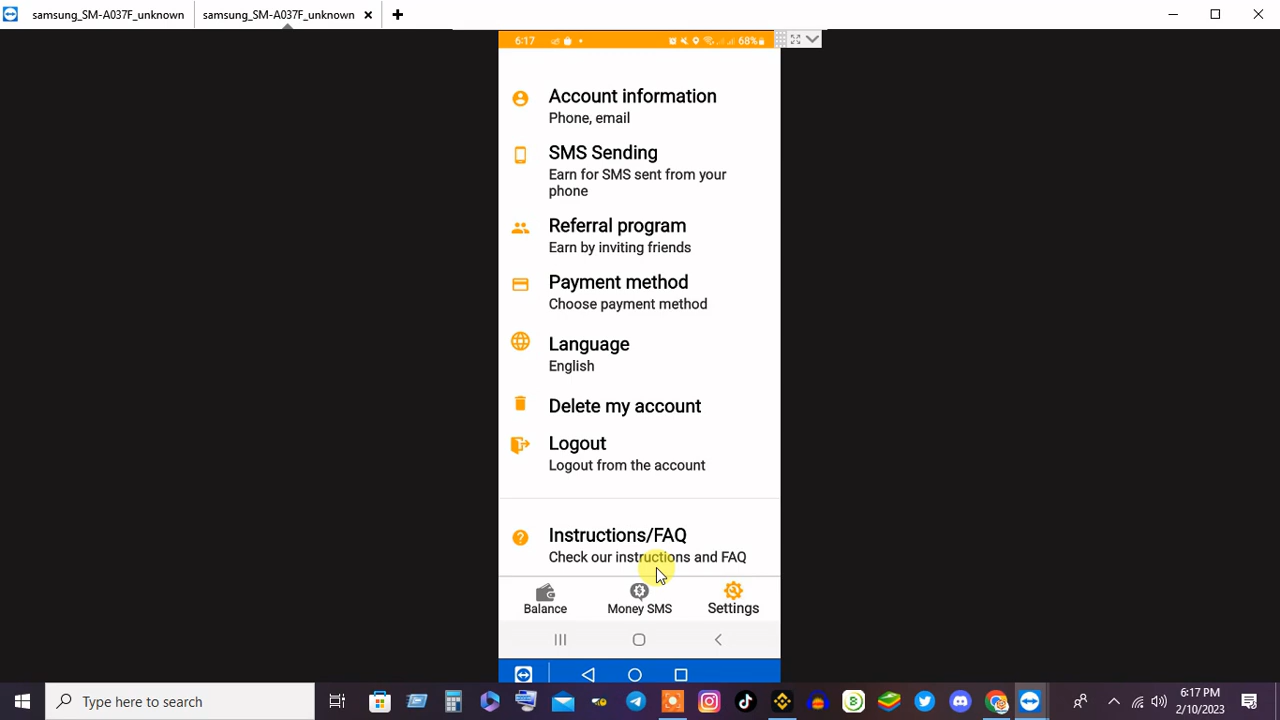 samsung_SM-A037F_unknown
samsung_SM-A037F_unknown
6:17
68%
Account information
Phone, email
SMS Sending
Earn for SMS sent from your
phone
Referral program
Earn by inviting friends
Payment method
Choose payment method
Language
English
Delete my account
Logout
Logout from the account
Instructions/FAQ
Check our instructions and FAQ
Balance
Money SMS
Settings
Type here to search
6:17 PM
2/10/2023